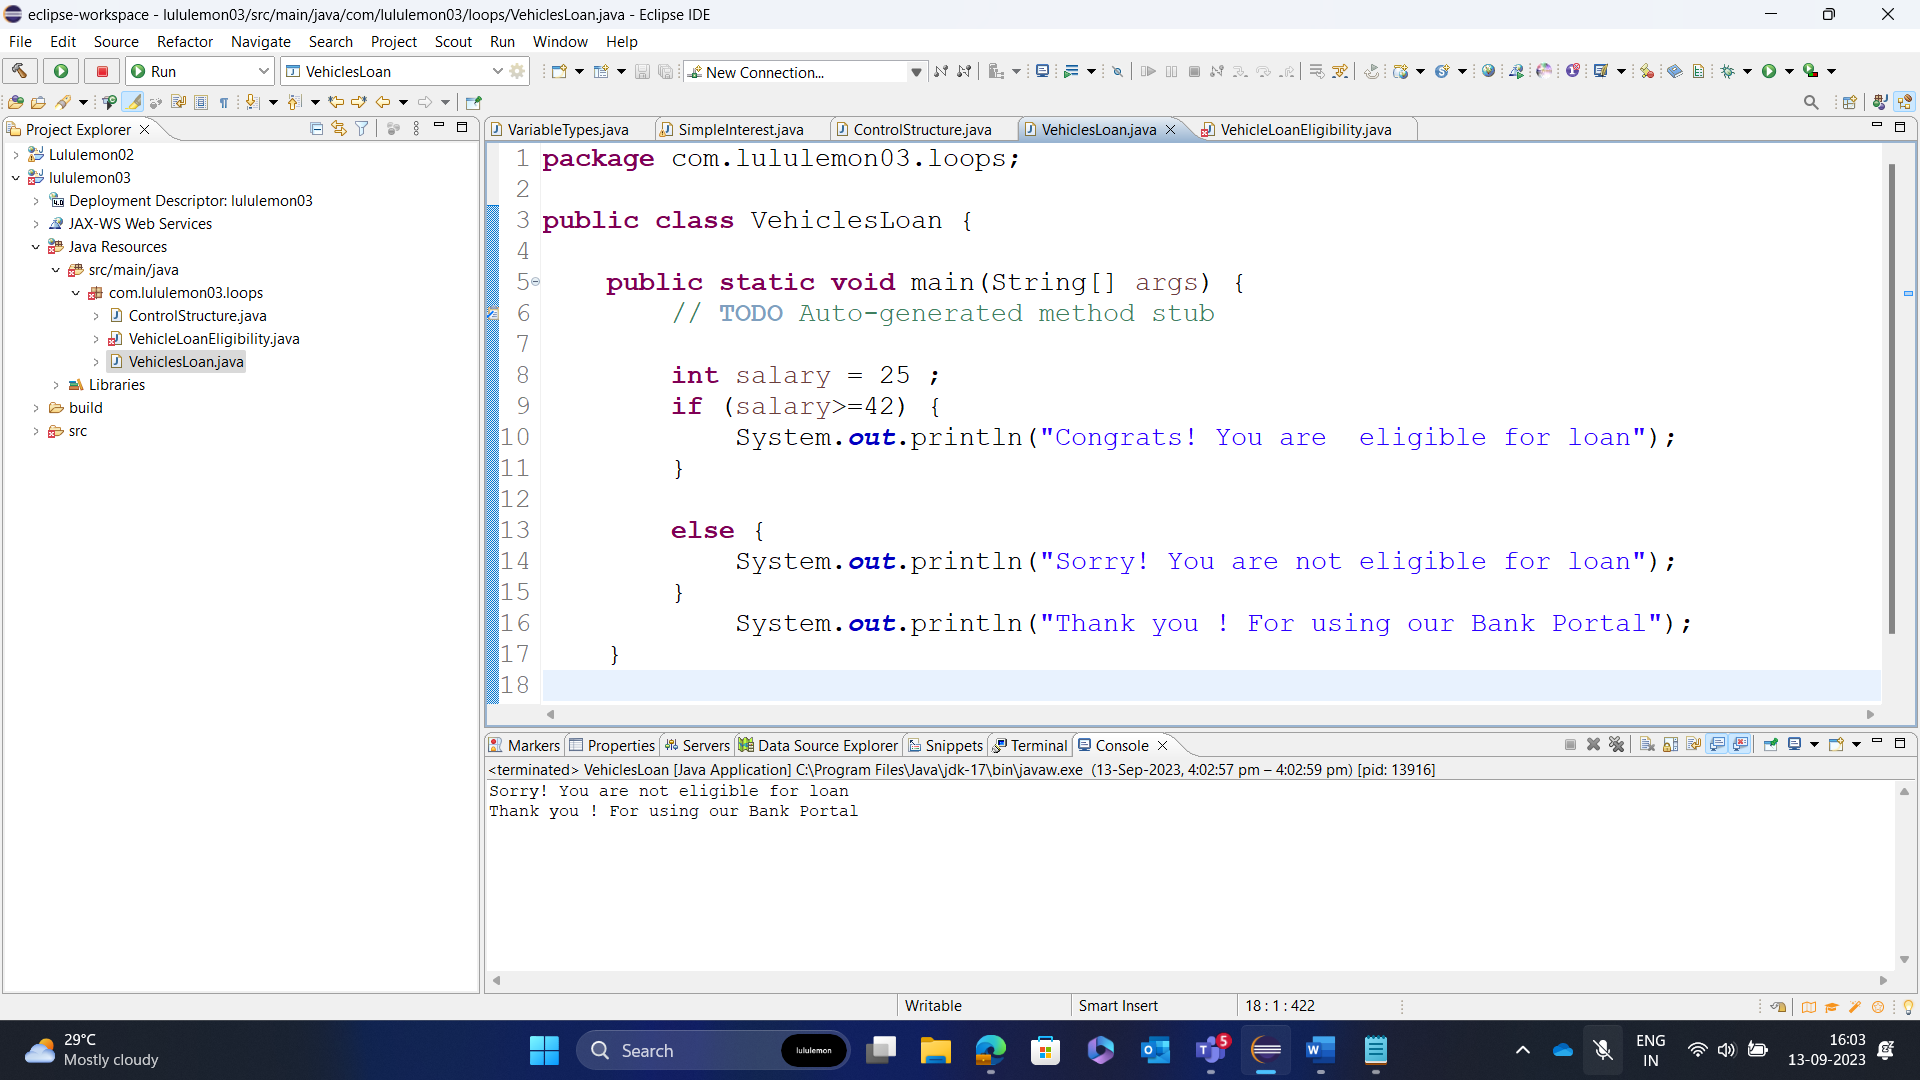 eclipse-workspace - lululemon03/src/main/java/com/lululemon03/loops/VehiclesLoan.java - Eclipse IDE
File Edit Source Refactor Navigate Search Project Scout Run Window Help
Run VehiclesLoan New Connection...
Project Explorer
Lululemon02
lululemon03
Deployment Descriptor: lululemon03
JAX-WS Web Services
Java Resources
src/main/java
com.lululemon03.loops
ControlStructure.java
VehicleLoanEligibility.java
VehiclesLoan.java
Libraries
build
src
VariableTypes.java SimpleInterest.java ControlStructure.java VehiclesLoan.java VehicleLoanEligibility.java
1 package com.lululemon03.loops;
2
3 public class VehiclesLoan {
4
5 public static void main(String[] args) {
6 // TODO Auto-generated method stub
7
8 int salary = 25 ;
9 if (salary>=42) {
10 System.out.println("Congrats! You are  eligible for loan");
11 }
12
13 else {
14 System.out.println("Sorry! You are not eligible for loan");
15 }
16 System.out.println("Thank you ! For using our Bank Portal");
17 }
18
Markers Properties Servers Data Source Explorer Snippets Terminal Console
<terminated> VehiclesLoan [Java Application] C:\Program Files\Java\jdk-17\bin\javaw.exe (13-Sep-2023, 4:02:57 pm – 4:02:59 pm) [pid: 13916]
Sorry! You are not eligible for loan
Thank you ! For using our Bank Portal
Writable Smart Insert 18 : 1 : 422
29°C
Mostly cloudy
Search lululemon
5
ENG
IN
16:03
13-09-2023